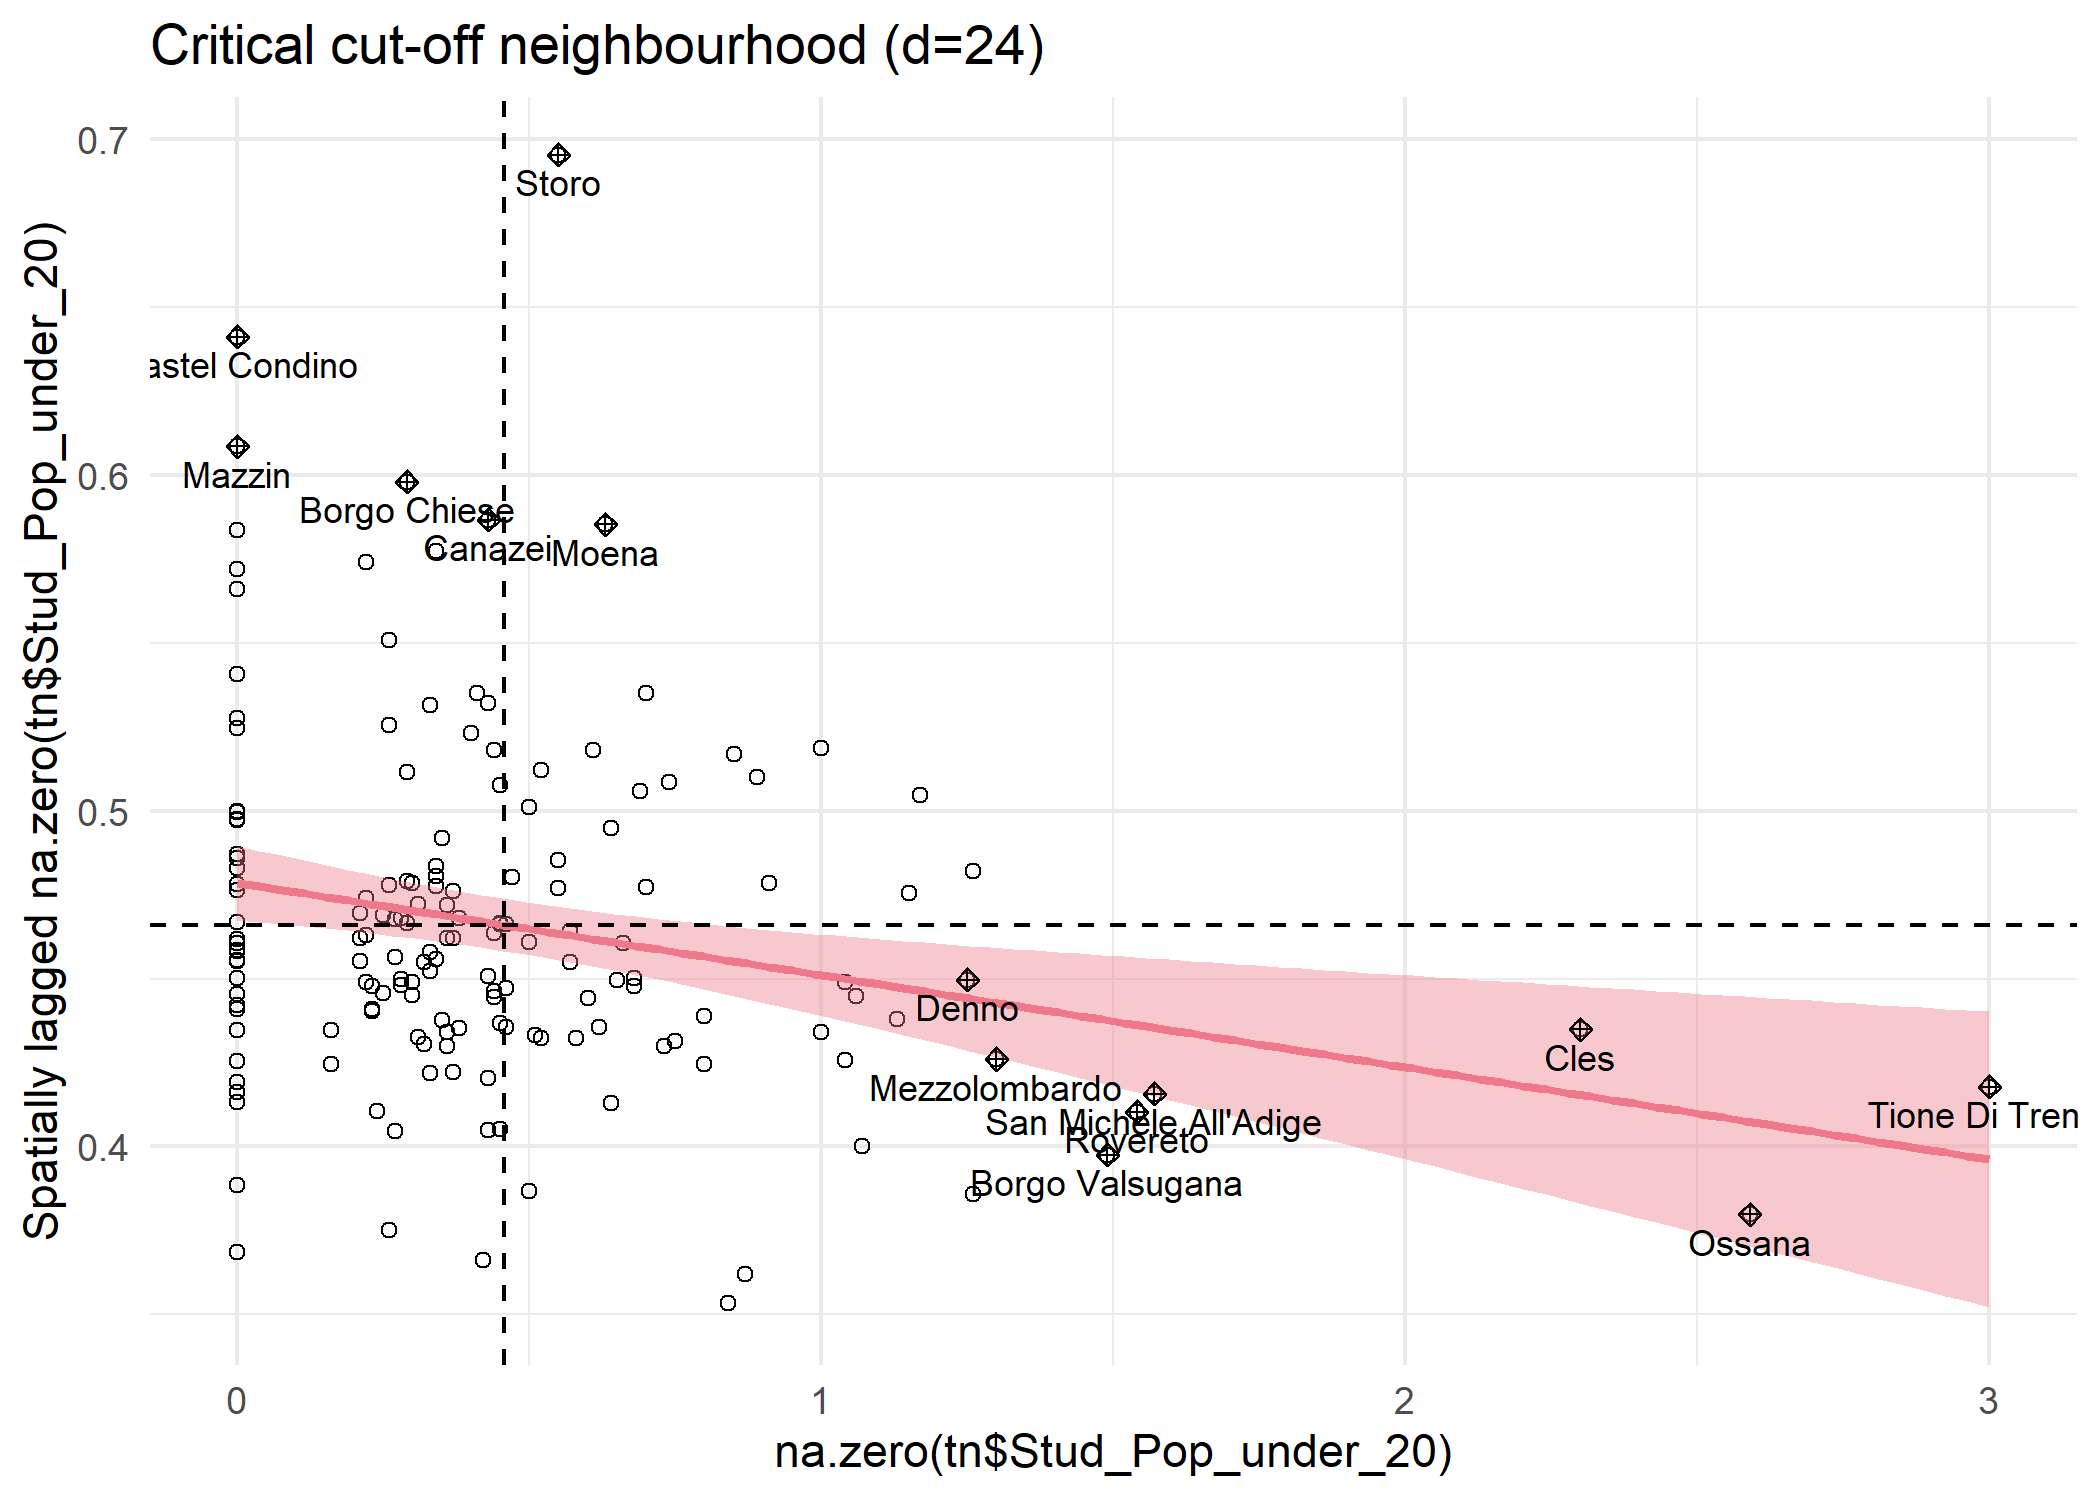 Critical cut-off neighbourhood (d=24)
Spatially lagged na.zero(tn$Stud_Pop_under_20)
0.7
0.6
0.5
0.4
Storo
astel Condino
Mazzin
Borgo Chiese
Canazei
Moena
Denno
Cles
Mezzolombardo
Tione Di Tren
San Michele All'Adige
Rovereto
Borgo Valsugana
Ossana
0
1
2
3
na.zero(tn$Stud_Pop_under_20)